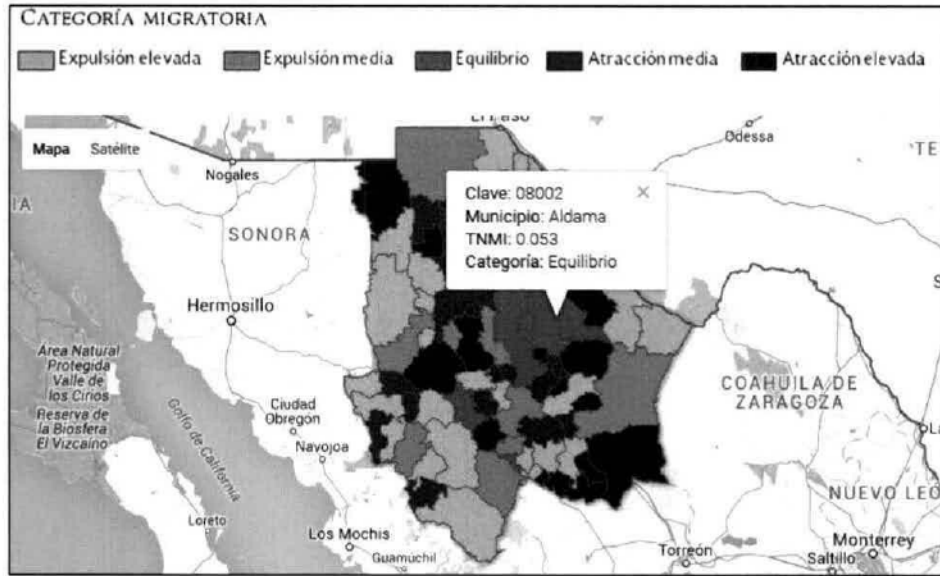 CATEGORÍA MIGRATORIA
Expulsión elevada
Expulsión media
Equilibrio
Atracción media
Atracción elevada
El Paso
Odessa
Mapa
Satélite
Nogales
Clave: 08002
×
Municipio: Aldama
TNMI: 0.053
Categoría: Equilibrio
SONORA
Hermosillo
Área Natural
Protegida
Valle de
los Cirios
Reserva de
la Biosfera
El Vizcaíno
Golfo de California
Ciudad
Obregón
Navojoa
COAHUILA DE
ZARAGOZA
NUEVO LEÓ
Loreto
Los Mochis
Guamúchil
Torreón
Saltillo
Monterrey